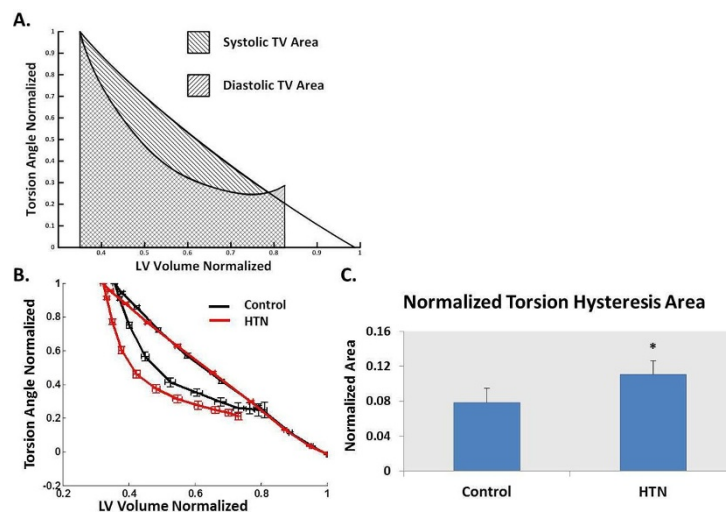 A.
Systolic TV Area
Diastolic TV Area
Torsion Angle Normalized
1
0.9
0.8
0.7
0.6
0.5
0.4
0.3
0.2
0.1
0
0.4 0.5 0.6 0.7 0.8 0.9 1
LV Volume Normalized
B.
Control
HTN
Torsion Angle Normalized
1
0.8
0.6
0.4
0.2
0
-0.2
0.2 0.4 0.6 0.8 1
LV Volume Normalized
C.
Normalized Torsion Hysteresis Area
Normalized Area
0.16
0.12
0.08
0.04
0
*
Control HTN